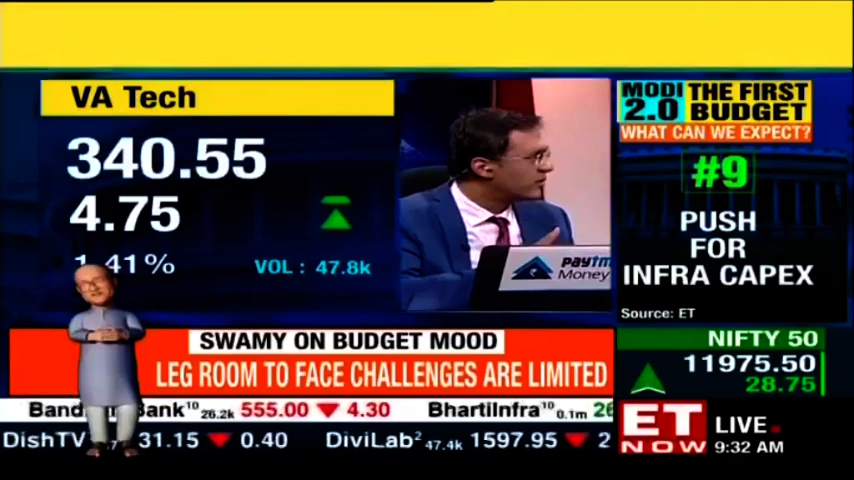 VA Tech
340.55
4.75
1.41%
VOL : 47.8k
paytm
Money
MODI 2.0 THE FIRST BUDGET
WHAT CAN WE EXPECT?
#9
PUSH
FOR
INFRA CAPEX
Source: ET
SWAMY ON BUDGET MOOD
LEG ROOM TO FACE CHALLENGES ARE LIMITED
NIFTY 50
11975.50
28.75
Bank 10 26.2k 555.00 4.30 BhartiInfra 10 0.1m
DishTV 31.15 0.40 DiviLab 2 47.4k 1597.95
ET
NOW
LIVE
9:32 AM